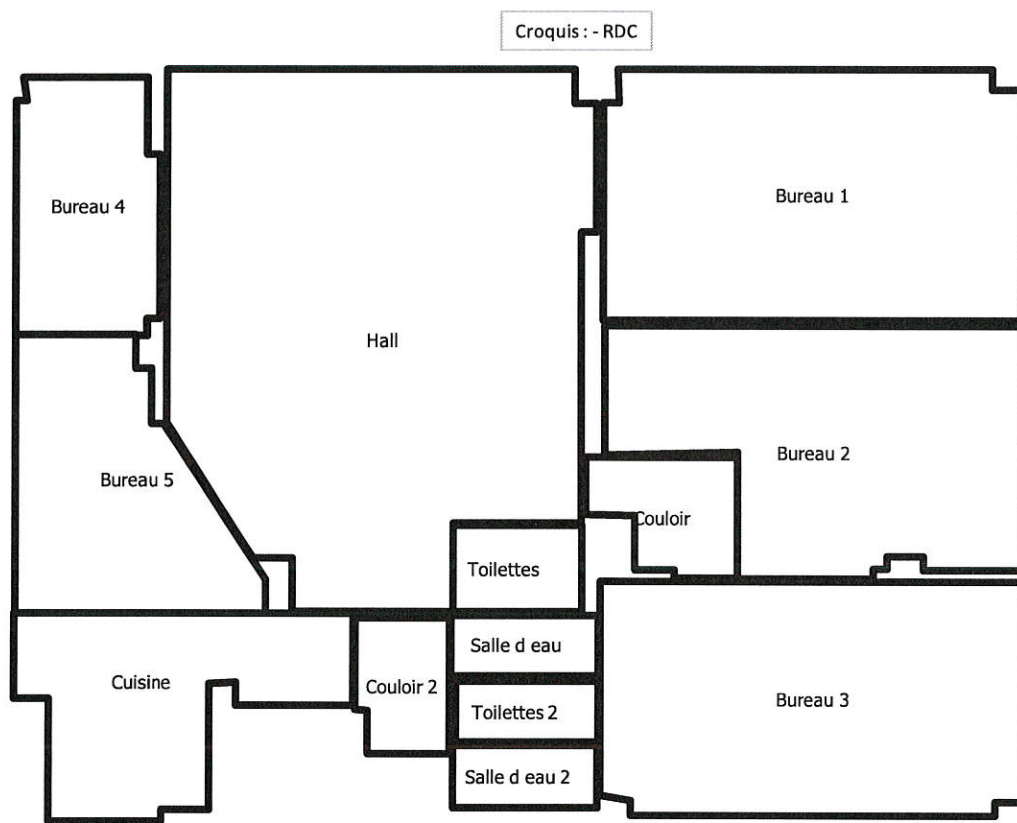 Croquis : - RDC
Bureau 4
Bureau 1
Hall
Bureau 2
Bureau 5
Couloir
Toilettes
Salle d eau
Cuisine
Couloir 2
Bureau 3
Toilettes 2
Salle d eau 2